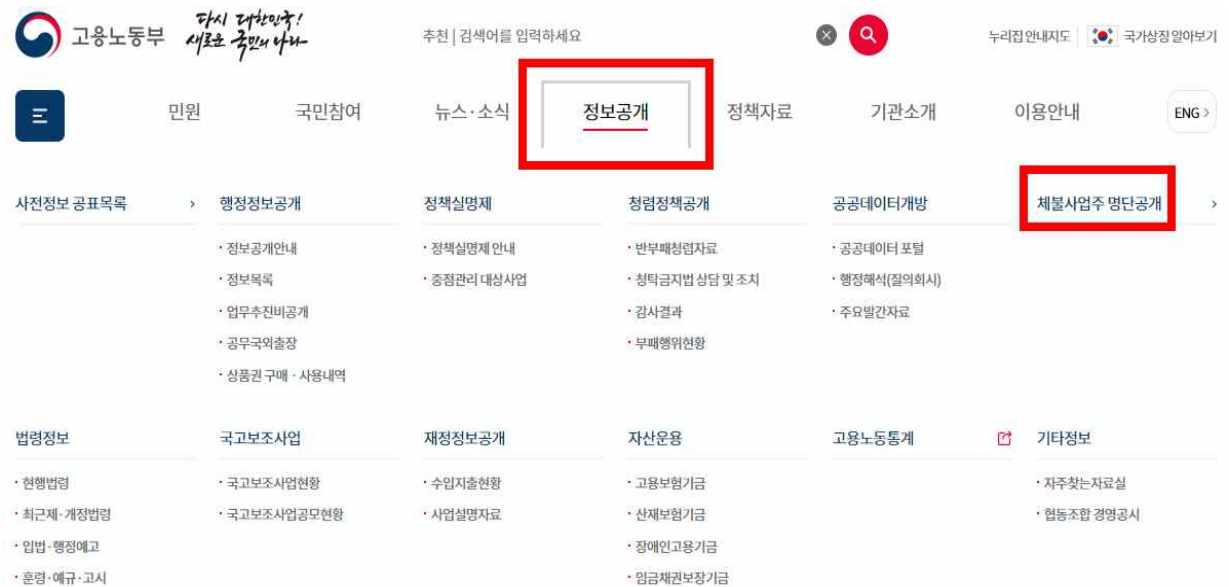 고용노동부 다시 대한민국! 새로운 국민의 나라
추천 | 검색어를 입력하세요
누리집 안내지도 국가상징 알아보기
민원 국민참여 뉴스·소식 정보공개 정책자료 기관소개 이용안내 ENG >
사전정보 공표목록 >
행정정보공개
· 정보공개안내
· 정보목록
· 업무추진비공개
· 공무국외출장
· 상품권 구매 · 사용내역
정책실명제
· 정책실명제 안내
· 중점관리 대상사업
청렴정책공개
· 반부패청렴자료
· 청탁금지법 상담 및 조치
· 감사결과
· 부패행위현황
공공데이터개방
· 공공데이터 포털
· 행정해석(질의회시)
· 주요발간자료
체불사업주 명단공개 >
법령정보
· 현행법령
· 최근제·개정법령
· 입법·행정예고
· 훈령·예규·고시
국고보조사업
· 국고보조사업현황
· 국고보조사업공모현황
재정정보공개
· 수입지출현황
· 사업설명자료
자산운용
· 고용보험기금
· 산재보험기금
· 장애인고용기금
· 임금채권보장기금
고용노동통계
기타정보
· 자주찾는자료실
· 협동조합 경영공시